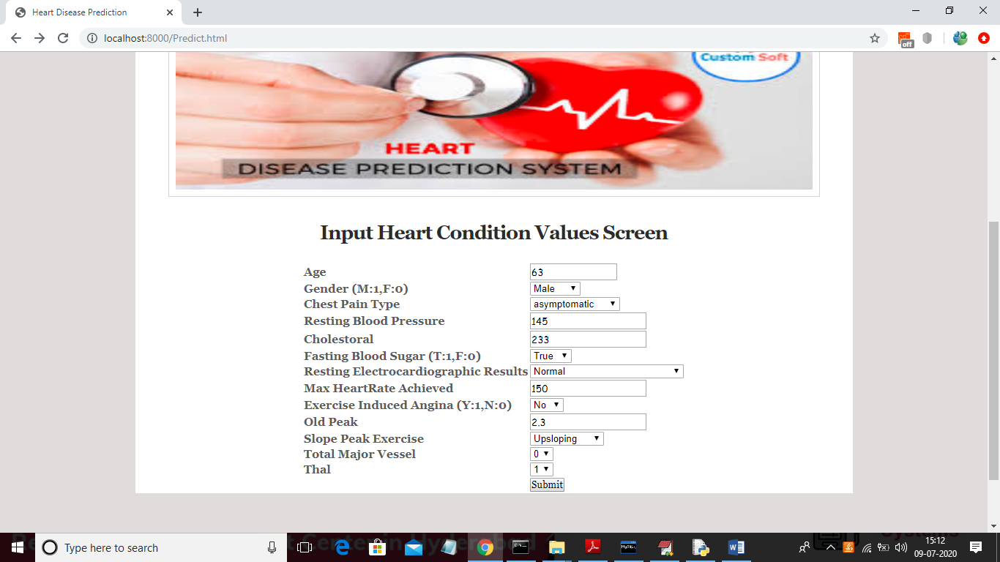 Heart Disease Prediction
localhost:8000/Predict.html
off
Custom Soft
HEART
DISEASE PREDICTION SYSTEM
Input Heart Condition Values Screen
Age 63
Gender (M:1,F:0) Male
Chest Pain Type asymptomatic
Resting Blood Pressure 145
Cholestoral 233
Fasting Blood Sugar (T:1,F:0) True
Resting Electrocardiographic Results Normal
Max HeartRate Achieved 150
Exercise Induced Angina (Y:1,N:0) No
Old Peak 2.3
Slope Peak Exercise Upsloping
Total Major Vessel 0
Thal 1
Submit
Type here to search
15:12
09-07-2020